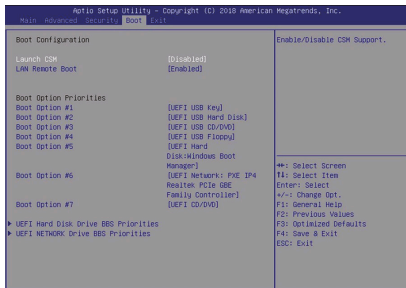 Aptio Setup Utility – Copyright (C) 2018 American Megatrends, Inc.
Main Advanced Security Boot Exit
Boot Configuration
Launch CSM [Disabled]
LAN Remote Boot [Enabled]
Boot Option Priorities
Boot Option #1 [UEFI USB Key]
Boot Option #2 [UEFI USB Hard Disk]
Boot Option #3 [UEFI USB CD/DVD]
Boot Option #4 [UEFI USB Floppy]
Boot Option #5 [UEFI Hard
Disk:Windows Boot
Manager]
Boot Option #6 [UEFI Network: PXE IP4
Realtek PCIe GBE
Family Controller]
Boot Option #7 [UEFI CD/DVD]
UEFI Hard Disk Drive BBS Priorities
UEFI NETWORK Drive BBS Priorities
Enable/Disable CSM Support.
→←: Select Screen
↑↓: Select Item
Enter: Select
+/-: Change Opt.
F1: General Help
F2: Previous Values
F3: Optimized Defaults
F4: Save & Exit
ESC: Exit